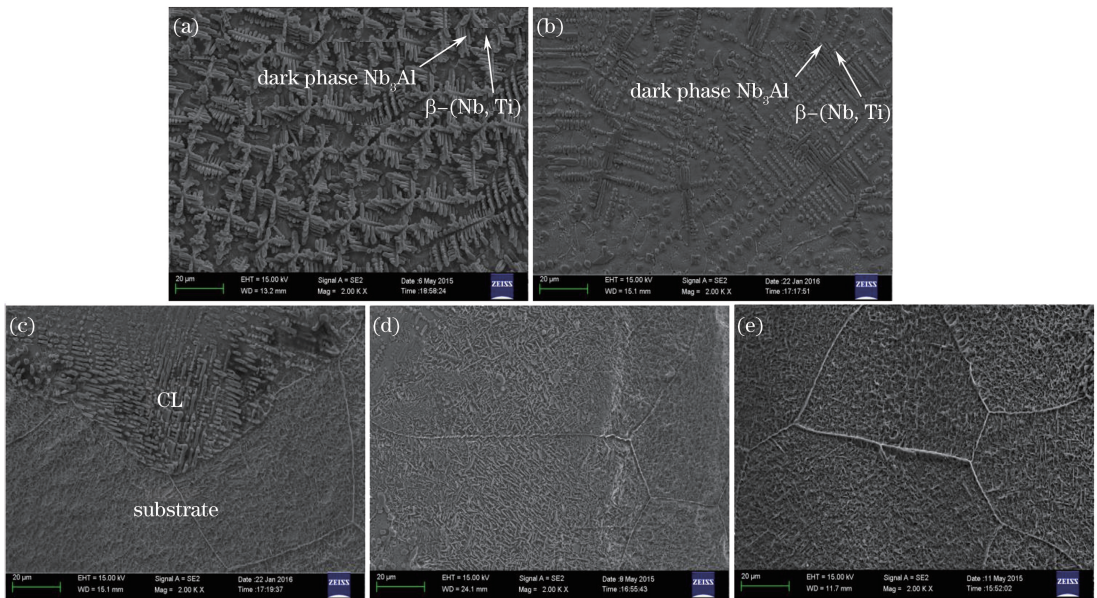 (a)
dark phase Nb₃Al
β-(Nb, Ti)
20 μm
EHT = 15.00 kV
WD = 13.2 mm
Signal A = SE2
Mag = 2.00 K X
Date :6 May 2015
Time :18:58:24
ZEISS
(b)
dark phase Nb₃Al
β-(Nb, Ti)
20 μm
EHT = 15.00 kV
WD = 15.1 mm
Signal A = SE2
Mag = 2.00 K X
Date :22 Jan 2016
Time :17:17:51
ZEISS
(c)
CL
substrate
20 μm
EHT = 15.00 kV
WD = 15.1 mm
Signal A = SE2
Mag = 2.00 K X
Date :22 Jan 2016
Time :17:19:37
ZEISS
(d)
20 μm
EHT = 15.00 kV
WD = 24.1 mm
Signal A = SE2
Mag = 2.00 K X
Date :8 May 2015
Time :16:55:43
ZEISS
(e)
20 μm
EHT = 15.00 kV
WD = 11.7 mm
Signal A = SE2
Mag = 2.00 K X
Date :11 May 2015
Time :15:52:02
ZEISS